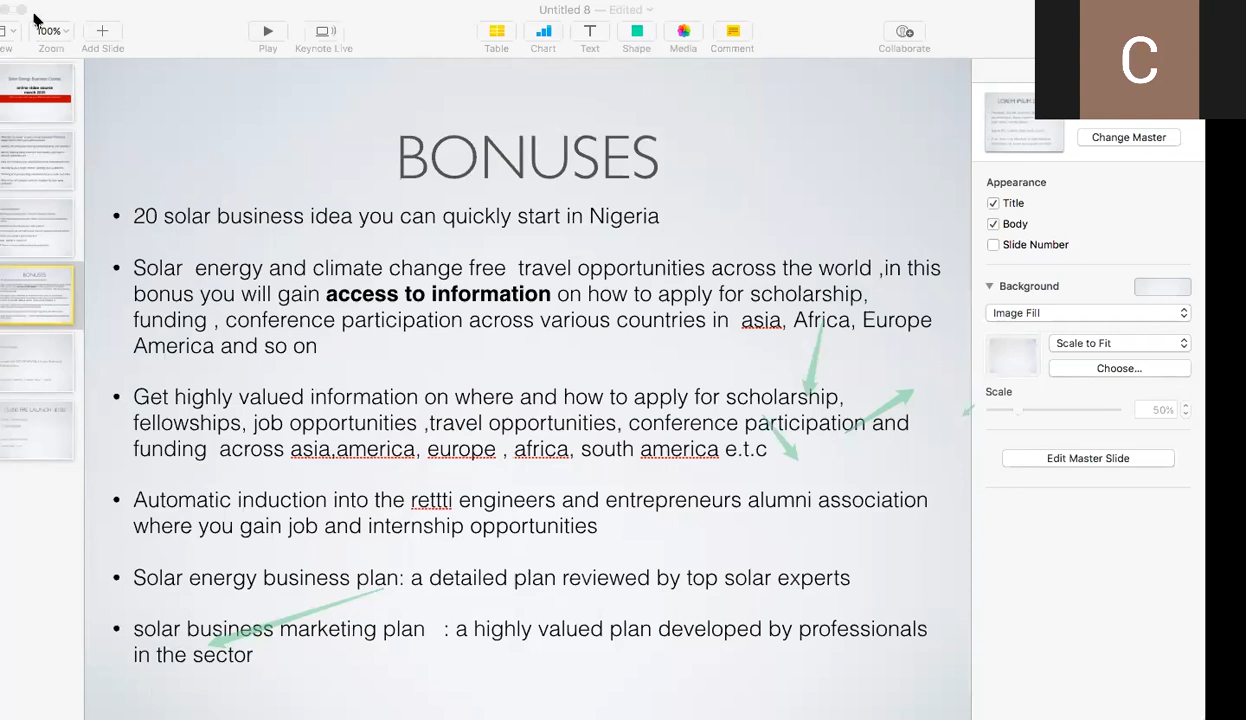 Untitled 8 — Edited
100%
ew
Zoom
Add Slide
Play
Keynote Live
Table
Chart
Text
Shape
Media
Comment
Collaborate
C
BONUSES
• 20 solar business idea you can quickly start in Nigeria
• Solar energy and climate change free travel opportunities across the world ,in this
bonus you will gain access to information on how to apply for scholarship,
funding , conference participation across various countries in asia, Africa, Europe
America and so on
• Get highly valued information on where and how to apply for scholarship,
fellowships, job opportunities ,travel opportunities, conference participation and
funding across asia,america, europe , africa, south america e.t.c
• Automatic induction into the rettti engineers and entrepreneurs alumni association
where you gain job and internship opportunities
• Solar energy business plan: a detailed plan reviewed by top solar experts
• solar business marketing plan : a highly valued plan developed by professionals
in the sector
LOREM IPSUM
Change Master
Appearance
Title
Body
Slide Number
Background
Image Fill
Scale to Fit
Choose...
Scale
50%
Edit Master Slide